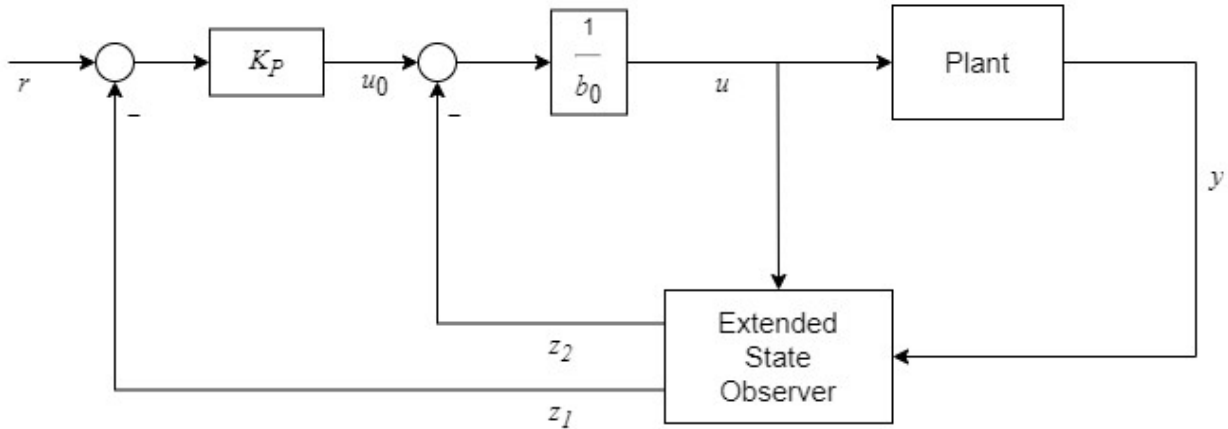 r
−
K_P
u_0
−
1
b_0
u
Plant
y
Extended
State
Observer
z_2
z_1